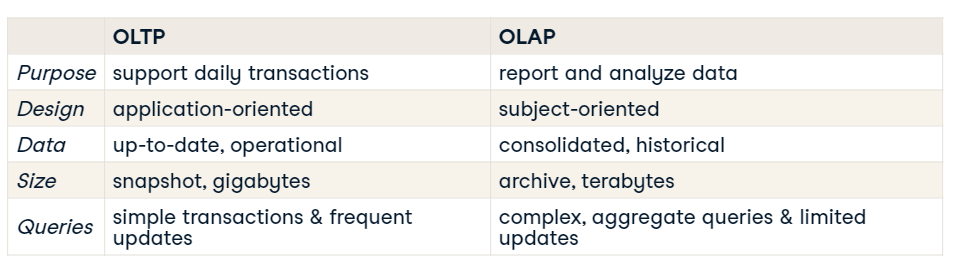 OLTP OLAP
Purpose support daily transactions report and analyze data
Design application-oriented subject-oriented
Data up-to-date, operational consolidated, historical
Size snapshot, gigabytes archive, terabytes
Queries simple transactions & frequent updates complex, aggregate queries & limited updates